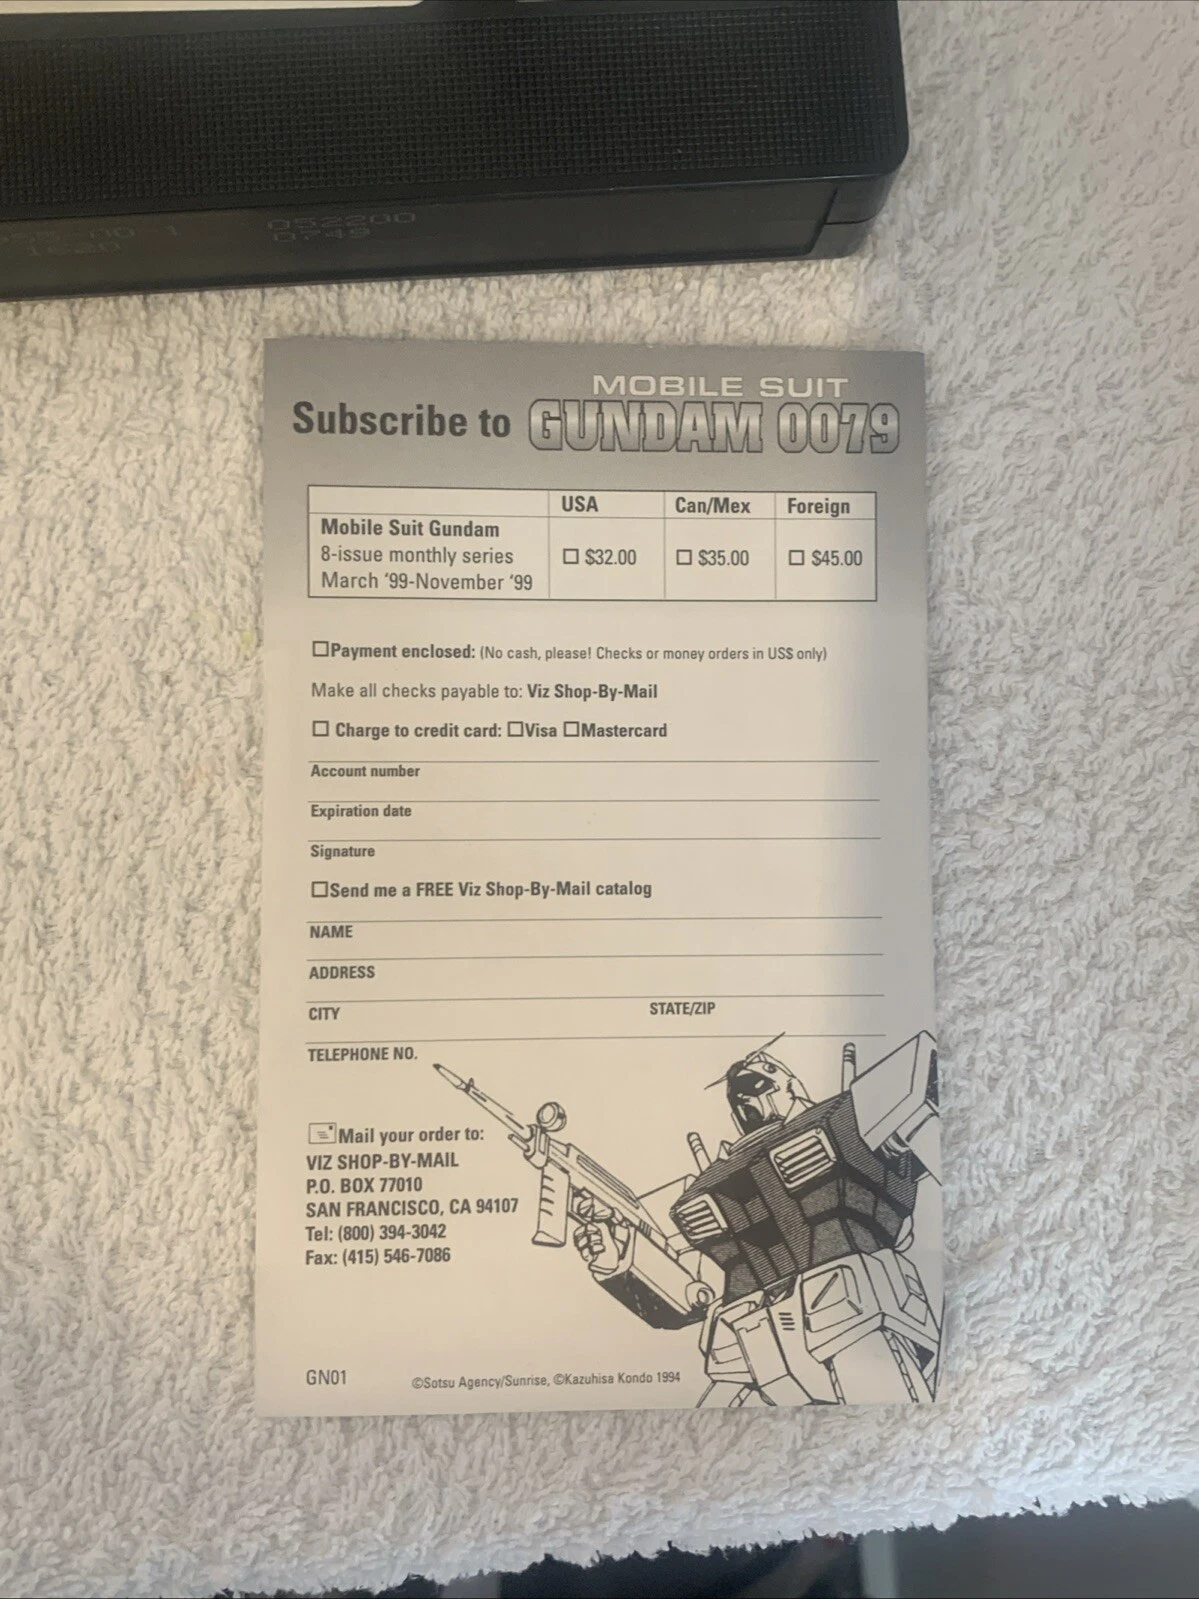 052200
0749
MOBILE SUIT
Subscribe to GUNDAM 0079
USA Can/Mex Foreign
Mobile Suit Gundam
8-issue monthly series ☐ $32.00 ☐ $35.00 ☐ $45.00
March ‘99-November ‘99
☐Payment enclosed: (No cash, please! Checks or money orders in US$ only)
Make all checks payable to: Viz Shop-By-Mail
☐ Charge to credit card: ☐Visa ☐Mastercard
Account number
Expiration date
Signature
☐Send me a FREE Viz Shop-By-Mail catalog
NAME
ADDRESS
CITY STATE/ZIP
TELEPHONE NO.
Mail your order to:
VIZ SHOP-BY-MAIL
P.O. BOX 77010
SAN FRANCISCO, CA 94107
Tel: (800) 394-3042
Fax: (415) 546-7086
GN01 ©Sotsu Agency/Sunrise, ©Kazuhisa Kondo 1994